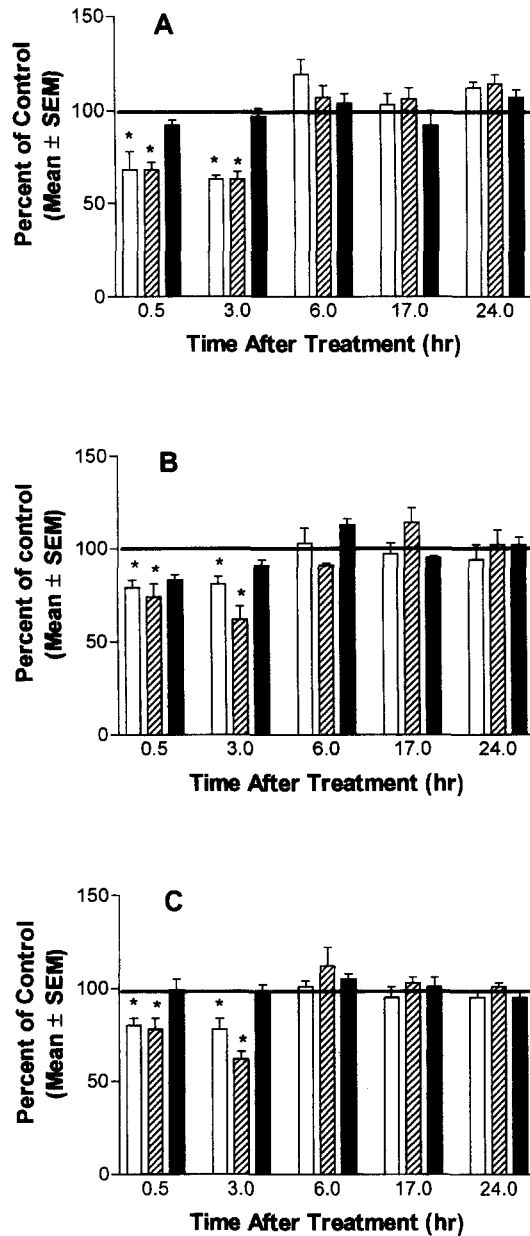 A
Percent of Control
(Mean ± SEM)
150
100
50
0
* * * *
0.5 3.0 6.0 17.0 24.0
Time After Treatment (hr)
B
Percent of control
(Mean ± SEM)
150
100
50
0
* * * *
0.5 3.0 6.0 17.0 24.0
Time After Treatment (hr)
C
Percent of Control
(Mean ± SEM)
150
100
50
0
* * * *
0.5 3.0 6.0 17.0 24.0
Time After Treatment (hr)